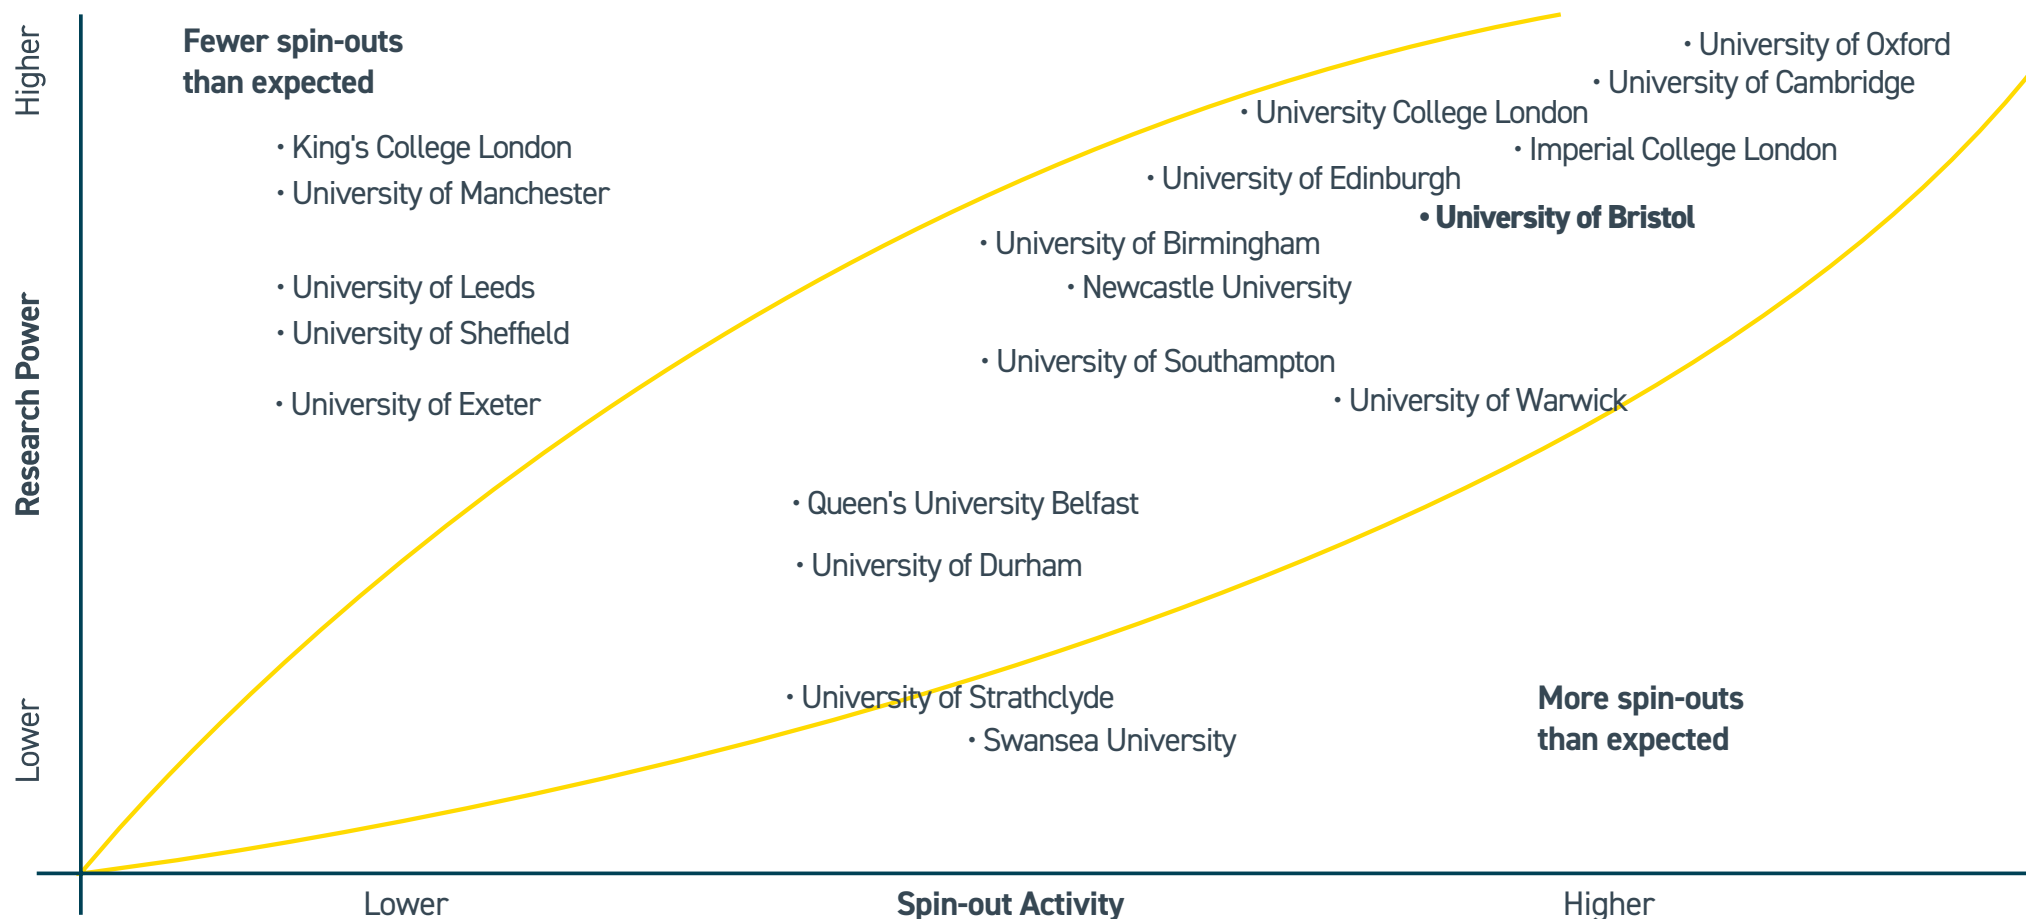 Higher
Research Power
Lower
Fewer spin-outs
than expected
• University of Oxford
• University of Cambridge
• University College London
• King's College London
• Imperial College London
• University of Edinburgh
• University of Manchester
• University of Bristol
• University of Birmingham
• University of Leeds
• Newcastle University
• University of Sheffield
• University of Southampton
• University of Warwick
• University of Exeter
• Queen's University Belfast
• University of Durham
• University of Strathclyde
• Swansea University
More spin-outs
than expected
Lower
Spin-out Activity
Higher